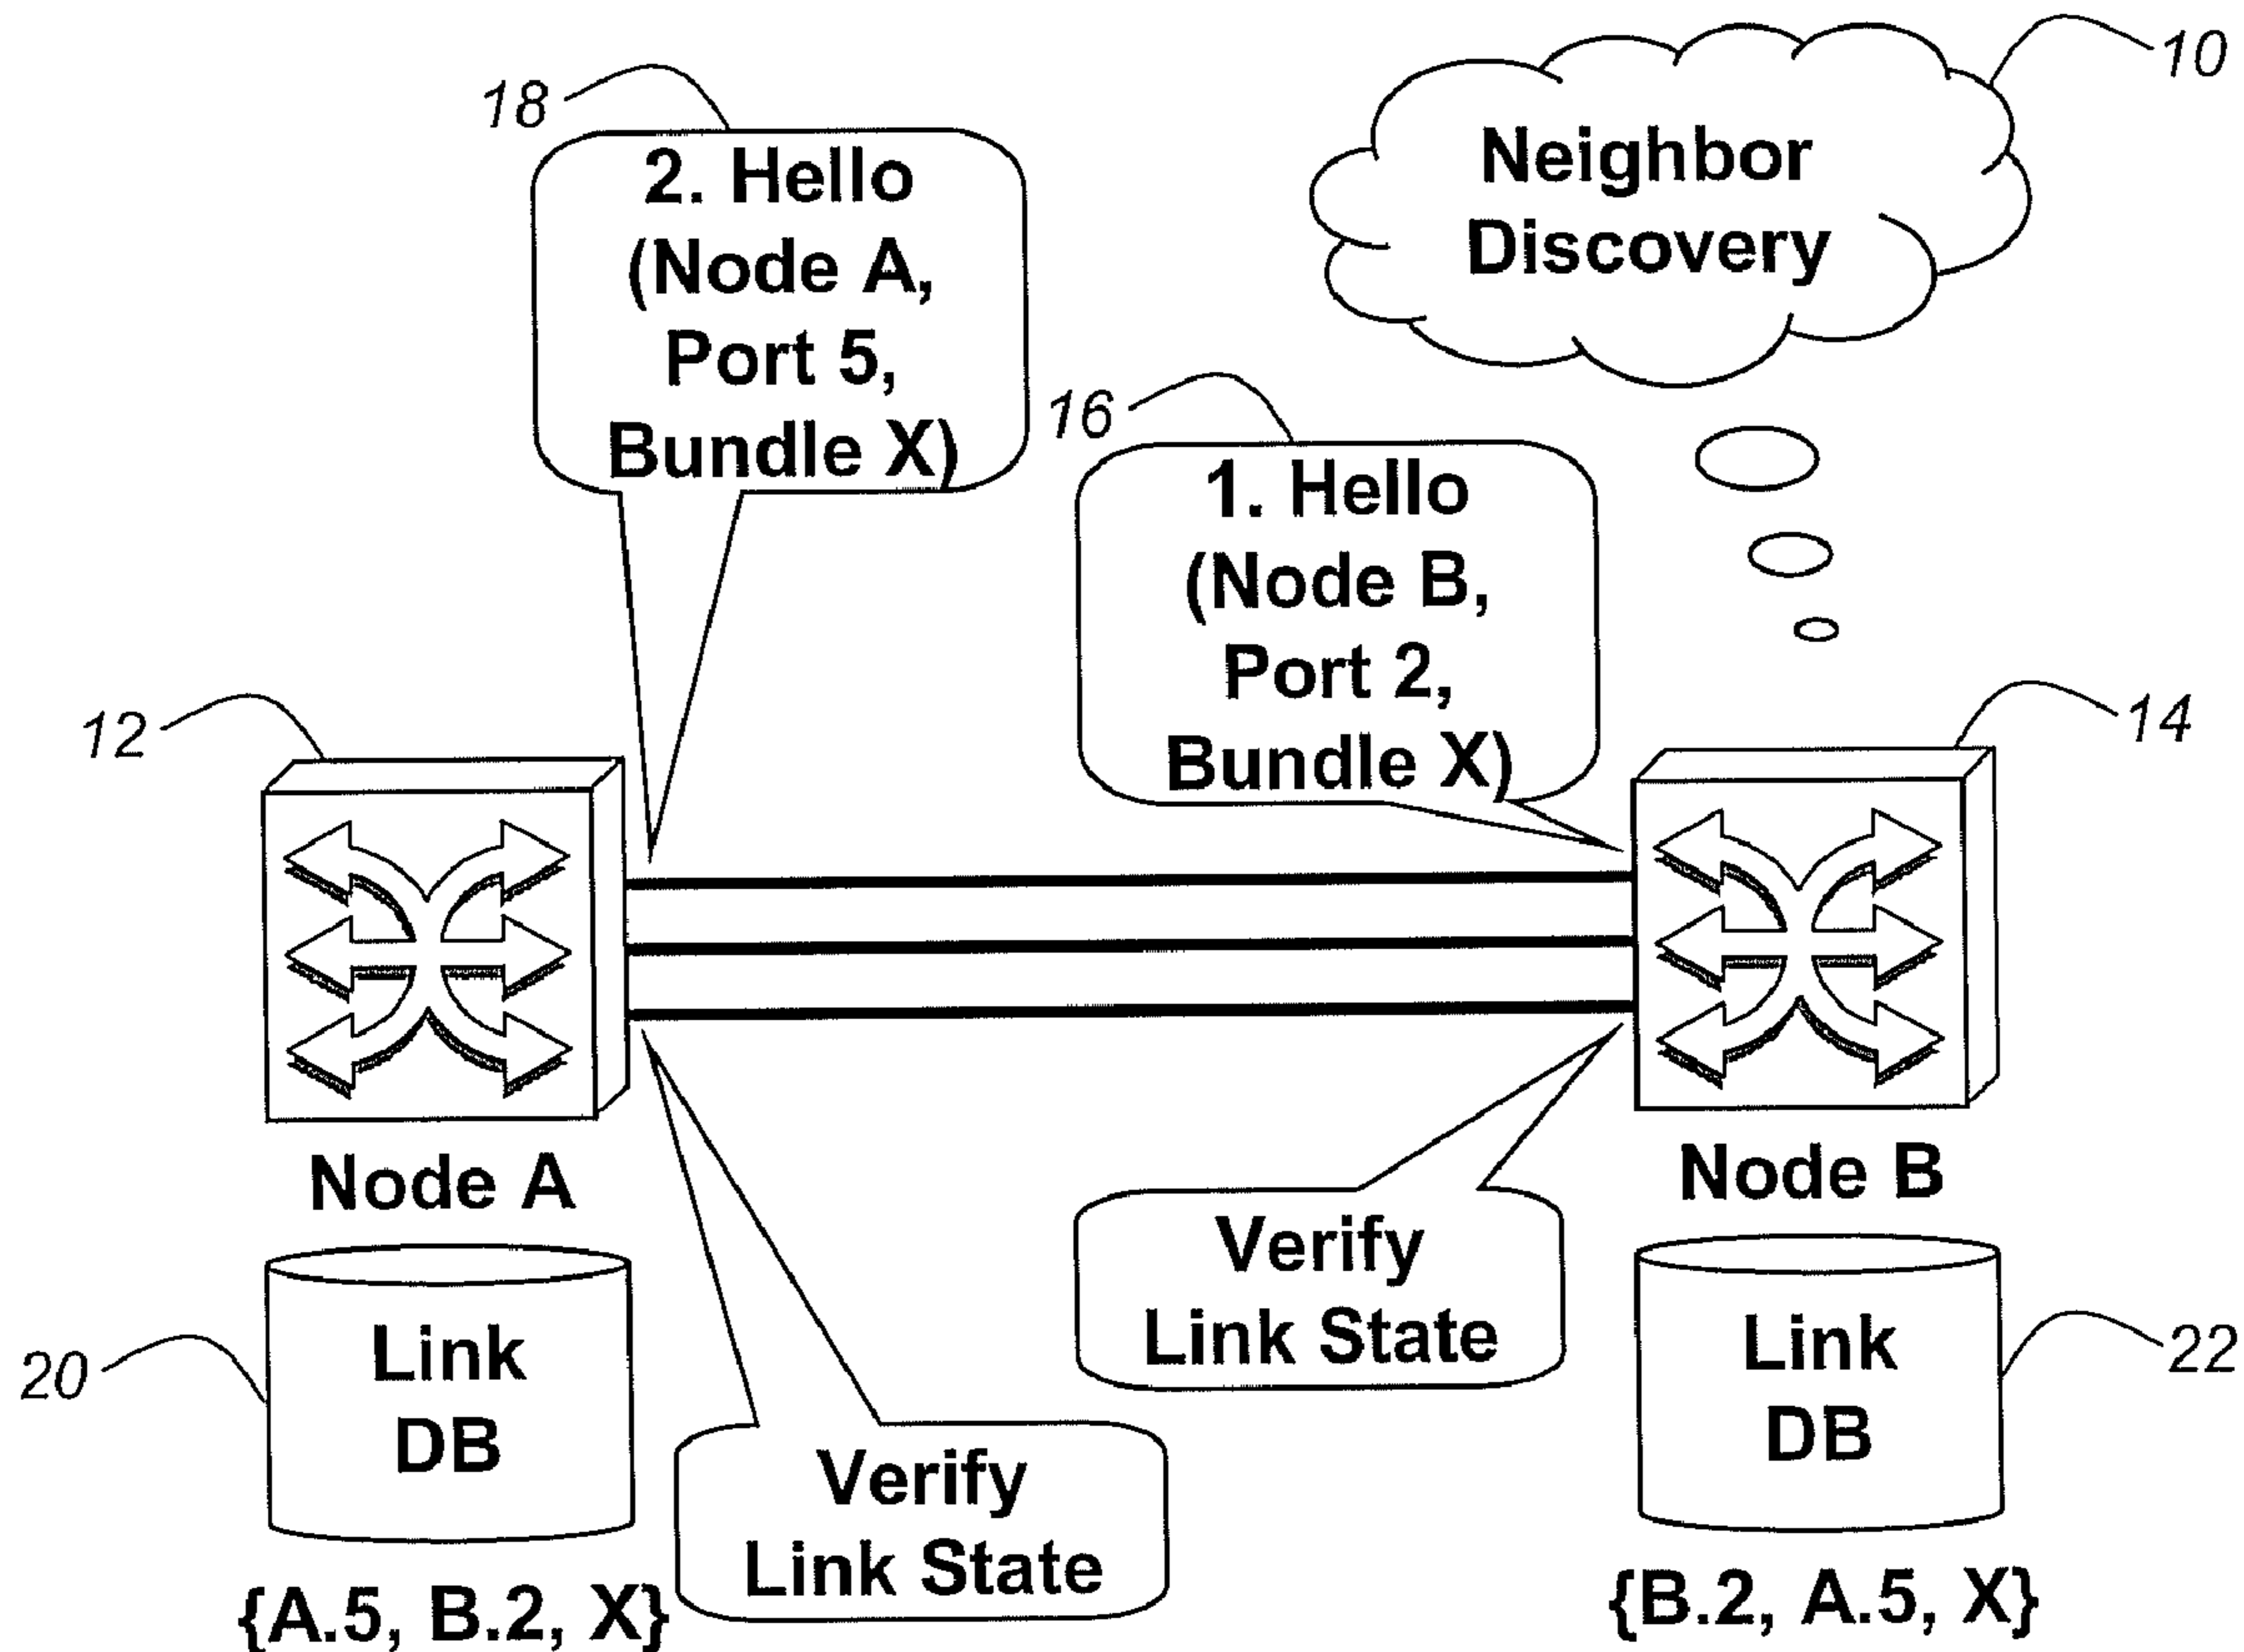 10
Neighbor
Discovery
18
2. Hello
(Node A,
Port 5,
Bundle X)
16
1. Hello
(Node B,
Port 2,
Bundle X)
12
14
Node A
Node B
Verify
Link State
20
Link
DB
Link
DB
22
Verify
Link State
{A.5, B.2, X}
{B.2, A.5, X}